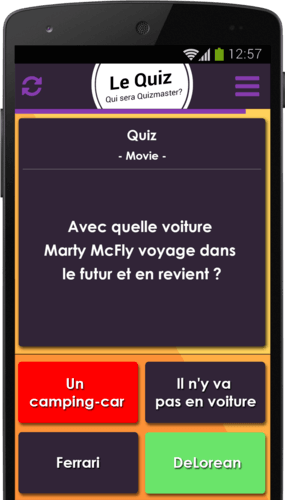 12:57
Le Quiz
Qui sera Quizmaster?
Quiz
- Movie -
Avec quelle voiture
Marty McFly voyage dans
le futur et en revient ?
Un
camping-car
Il n'y va
pas en voiture
Ferrari
DeLorean